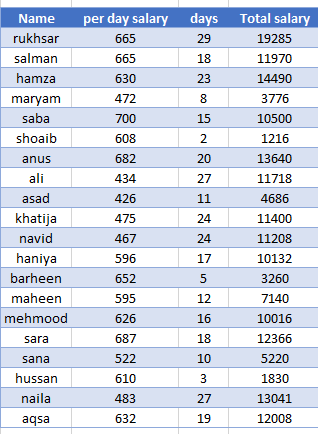 Name per day salary days Total salary
rukhsar 665 29 19285
salman 665 18 11970
hamza 630 23 14490
maryam 472 8 3776
saba 700 15 10500
shoaib 608 2 1216
anus 682 20 13640
ali 434 27 11718
asad 426 11 4686
khatija 475 24 11400
navid 467 24 11208
haniya 596 17 10132
barheen 652 5 3260
maheen 595 12 7140
mehmood 626 16 10016
sara 687 18 12366
sana 522 10 5220
hussan 610 3 1830
naila 483 27 13041
aqsa 632 19 12008